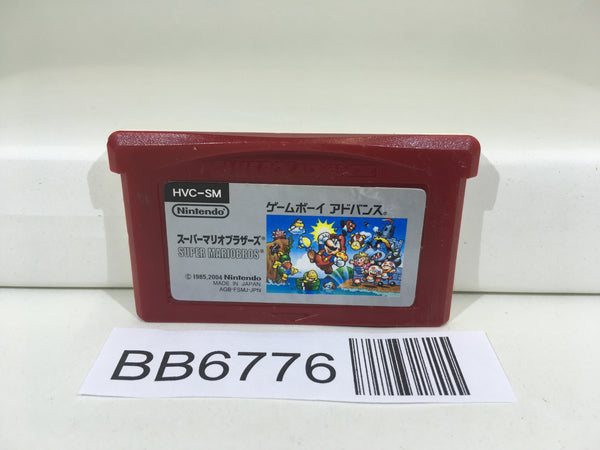 HVC-SM
Nintendo
ゲームボーイ アドバンス®
スーパーマリオブラザーズ®
SUPER MARIOBROS®
© 1985, 2004 Nintendo
MADE IN JAPAN
AGB-FSMJ-JPN
BB6776